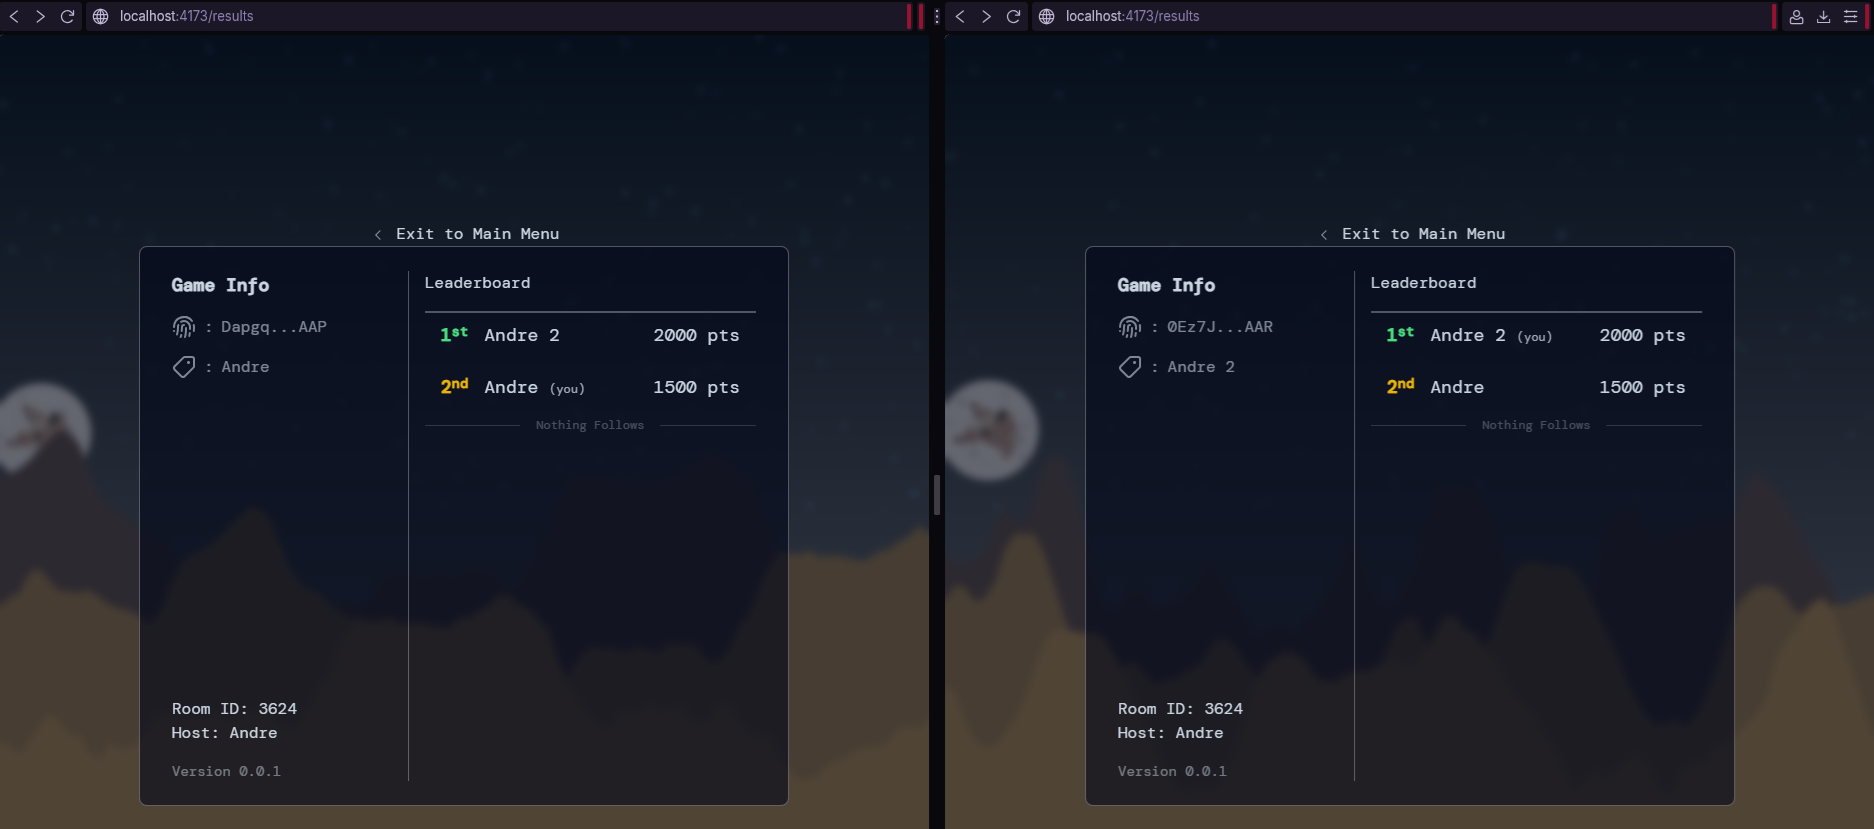 localhost:4173/results
Exit to Main Menu
Game Info
: Dapgq...AAP
: Andre
Room ID: 3624
Host: Andre
Version 0.0.1
Leaderboard
1st Andre 2 2000 pts
2nd Andre (you) 1500 pts
Nothing Follows
localhost:4173/results
Exit to Main Menu
Game Info
: 0Ez7J...AAR
: Andre 2
Room ID: 3624
Host: Andre
Version 0.0.1
Leaderboard
1st Andre 2 (you) 2000 pts
2nd Andre 1500 pts
Nothing Follows